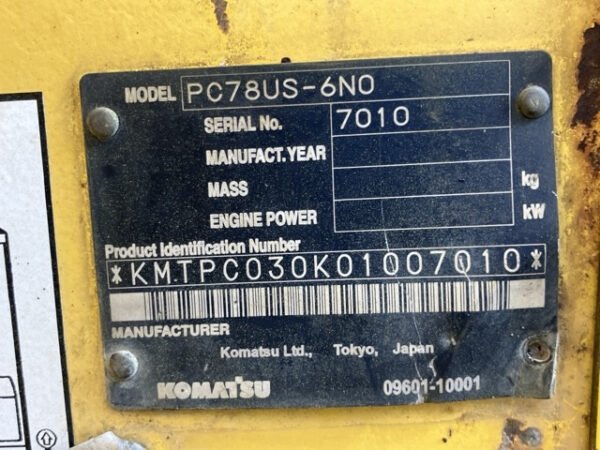 MODEL PC78US-6N0
SERIAL No. 7010
MANUFACT.YEAR
MASS kg
ENGINE POWER kW
Product Identification Number
*KMTPC030K01007010*
MANUFACTURER
Komatsu Ltd., Tokyo, Japan
KOMATSU 09601-10001